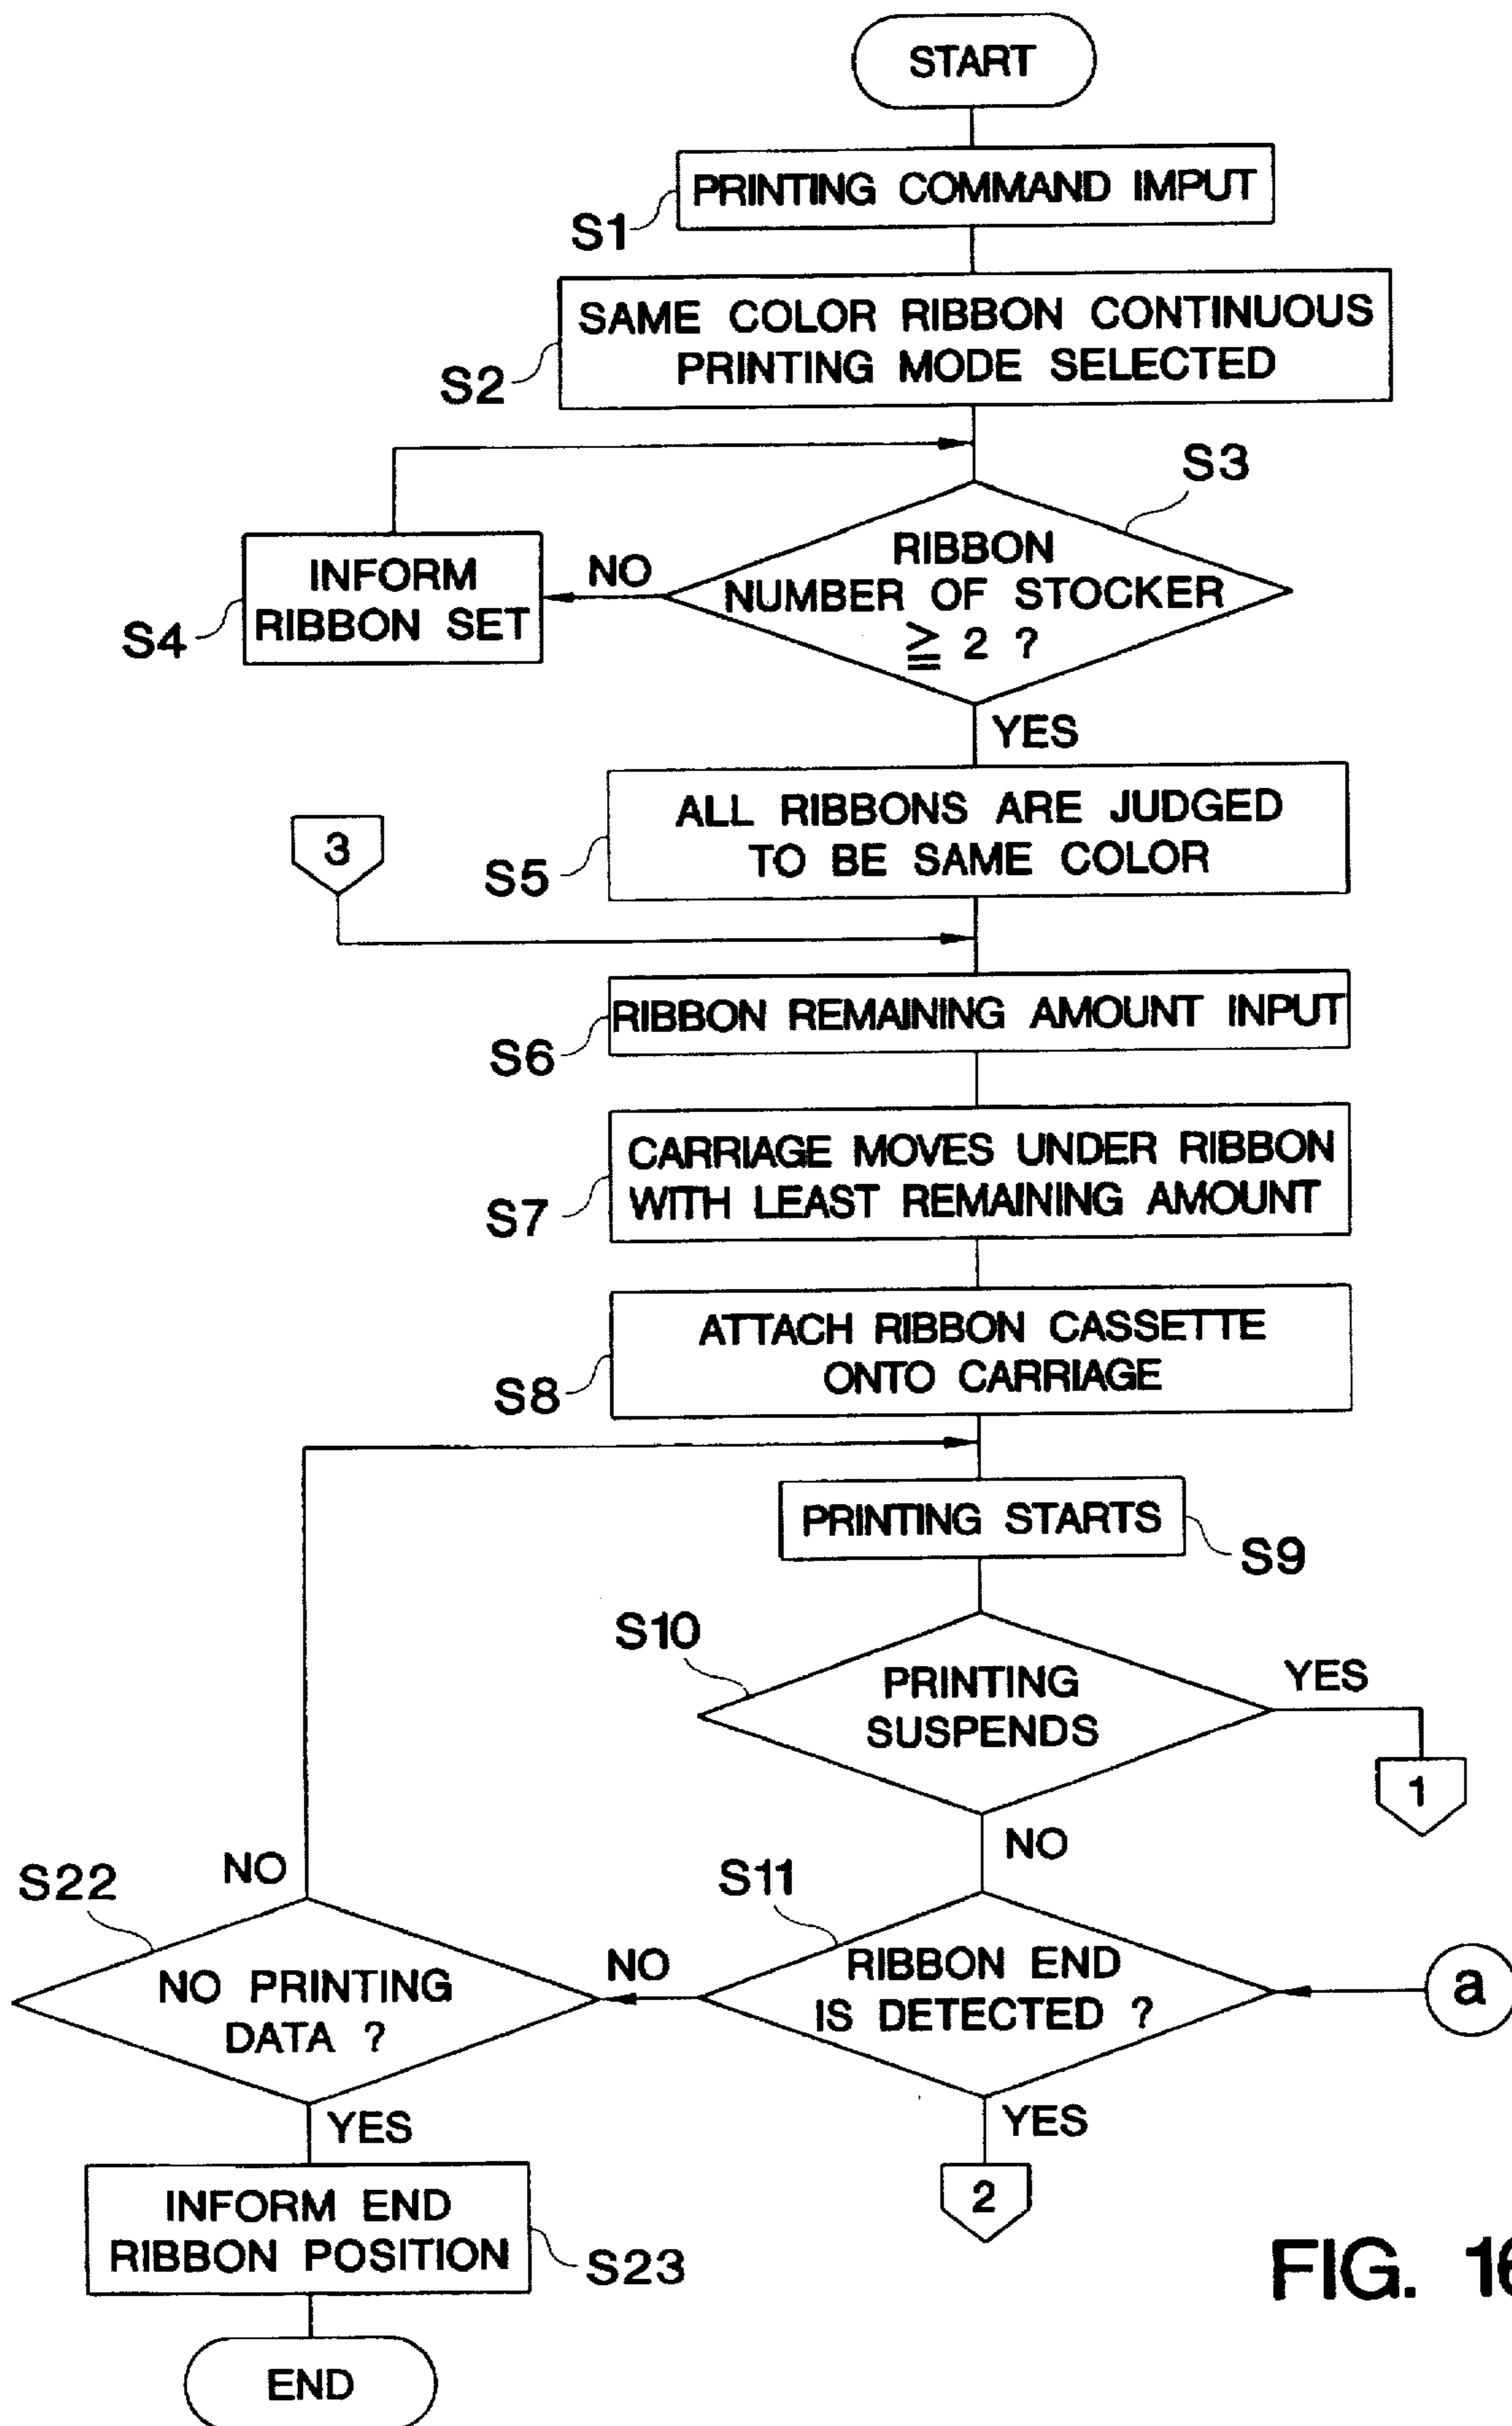 START
PRINTING COMMAND IMPUT
S1
SAME COLOR RIBBON CONTINUOUS
PRINTING MODE SELECTED
S2
S3
RIBBON
NUMBER OF STOCKER
≧ 2 ?
NO
INFORM
RIBBON SET
S4
YES
ALL RIBBONS ARE JUDGED
TO BE SAME COLOR
S5
3
RIBBON REMAINING AMOUNT INPUT
S6
CARRIAGE MOVES UNDER RIBBON
WITH LEAST REMAINING AMOUNT
S7
ATTACH RIBBON CASSETTE
ONTO CARRIAGE
S8
PRINTING STARTS
S9
S10
PRINTING
SUSPENDS
YES
1
NO
S11
RIBBON END
IS DETECTED ?
a
NO
S22
NO
NO PRINTING
DATA ?
YES
2
YES
INFORM END
RIBBON POSITION
S23
END
FIG. 16